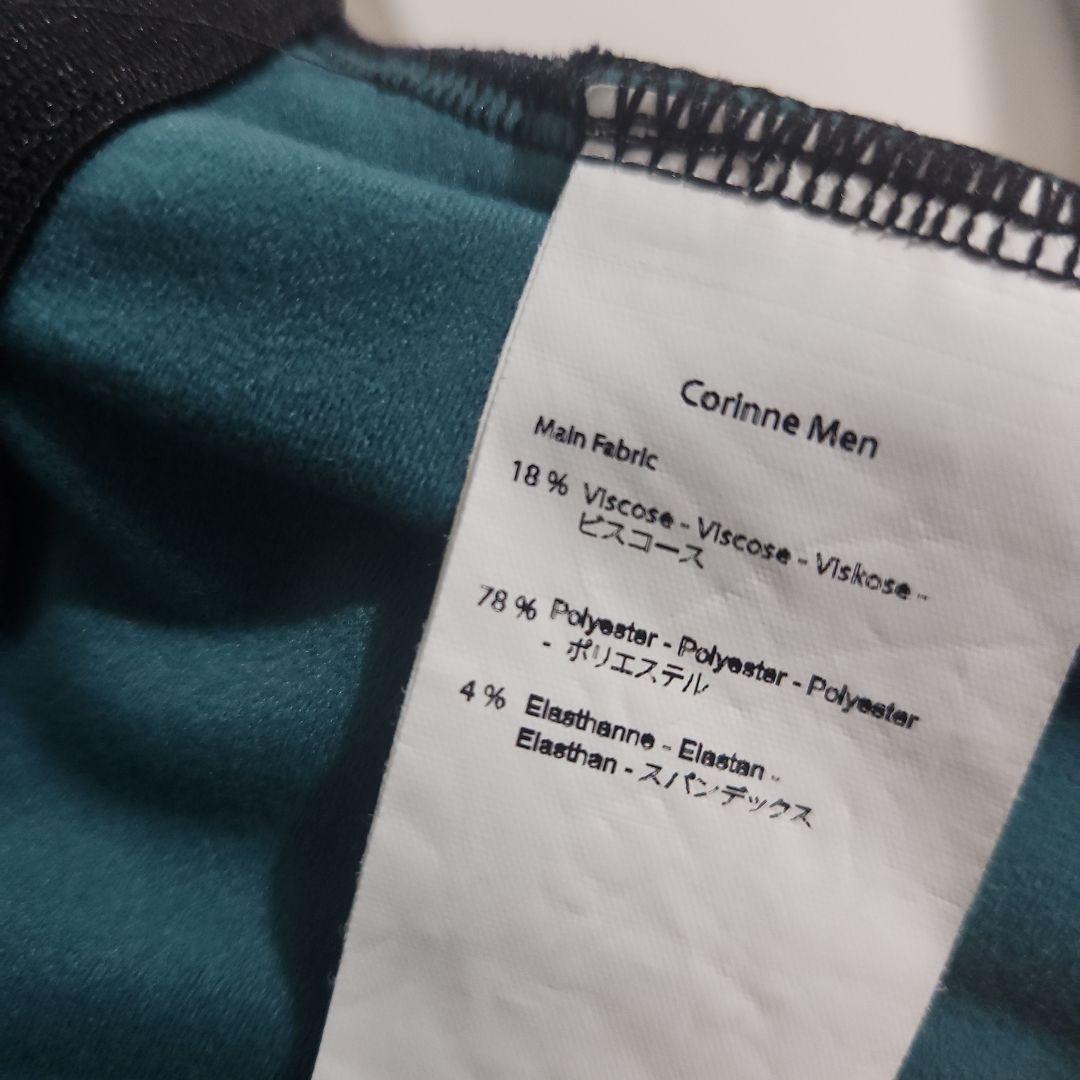 Corinne Men
Main Fabric
18 % Viscose - Viscose - Viskose -
ビスコース
78 % Polyester - Polyester - Polyester
- ポリエステル
4 % Elasthanne - Elastan -
Elasthan - スパンデックス